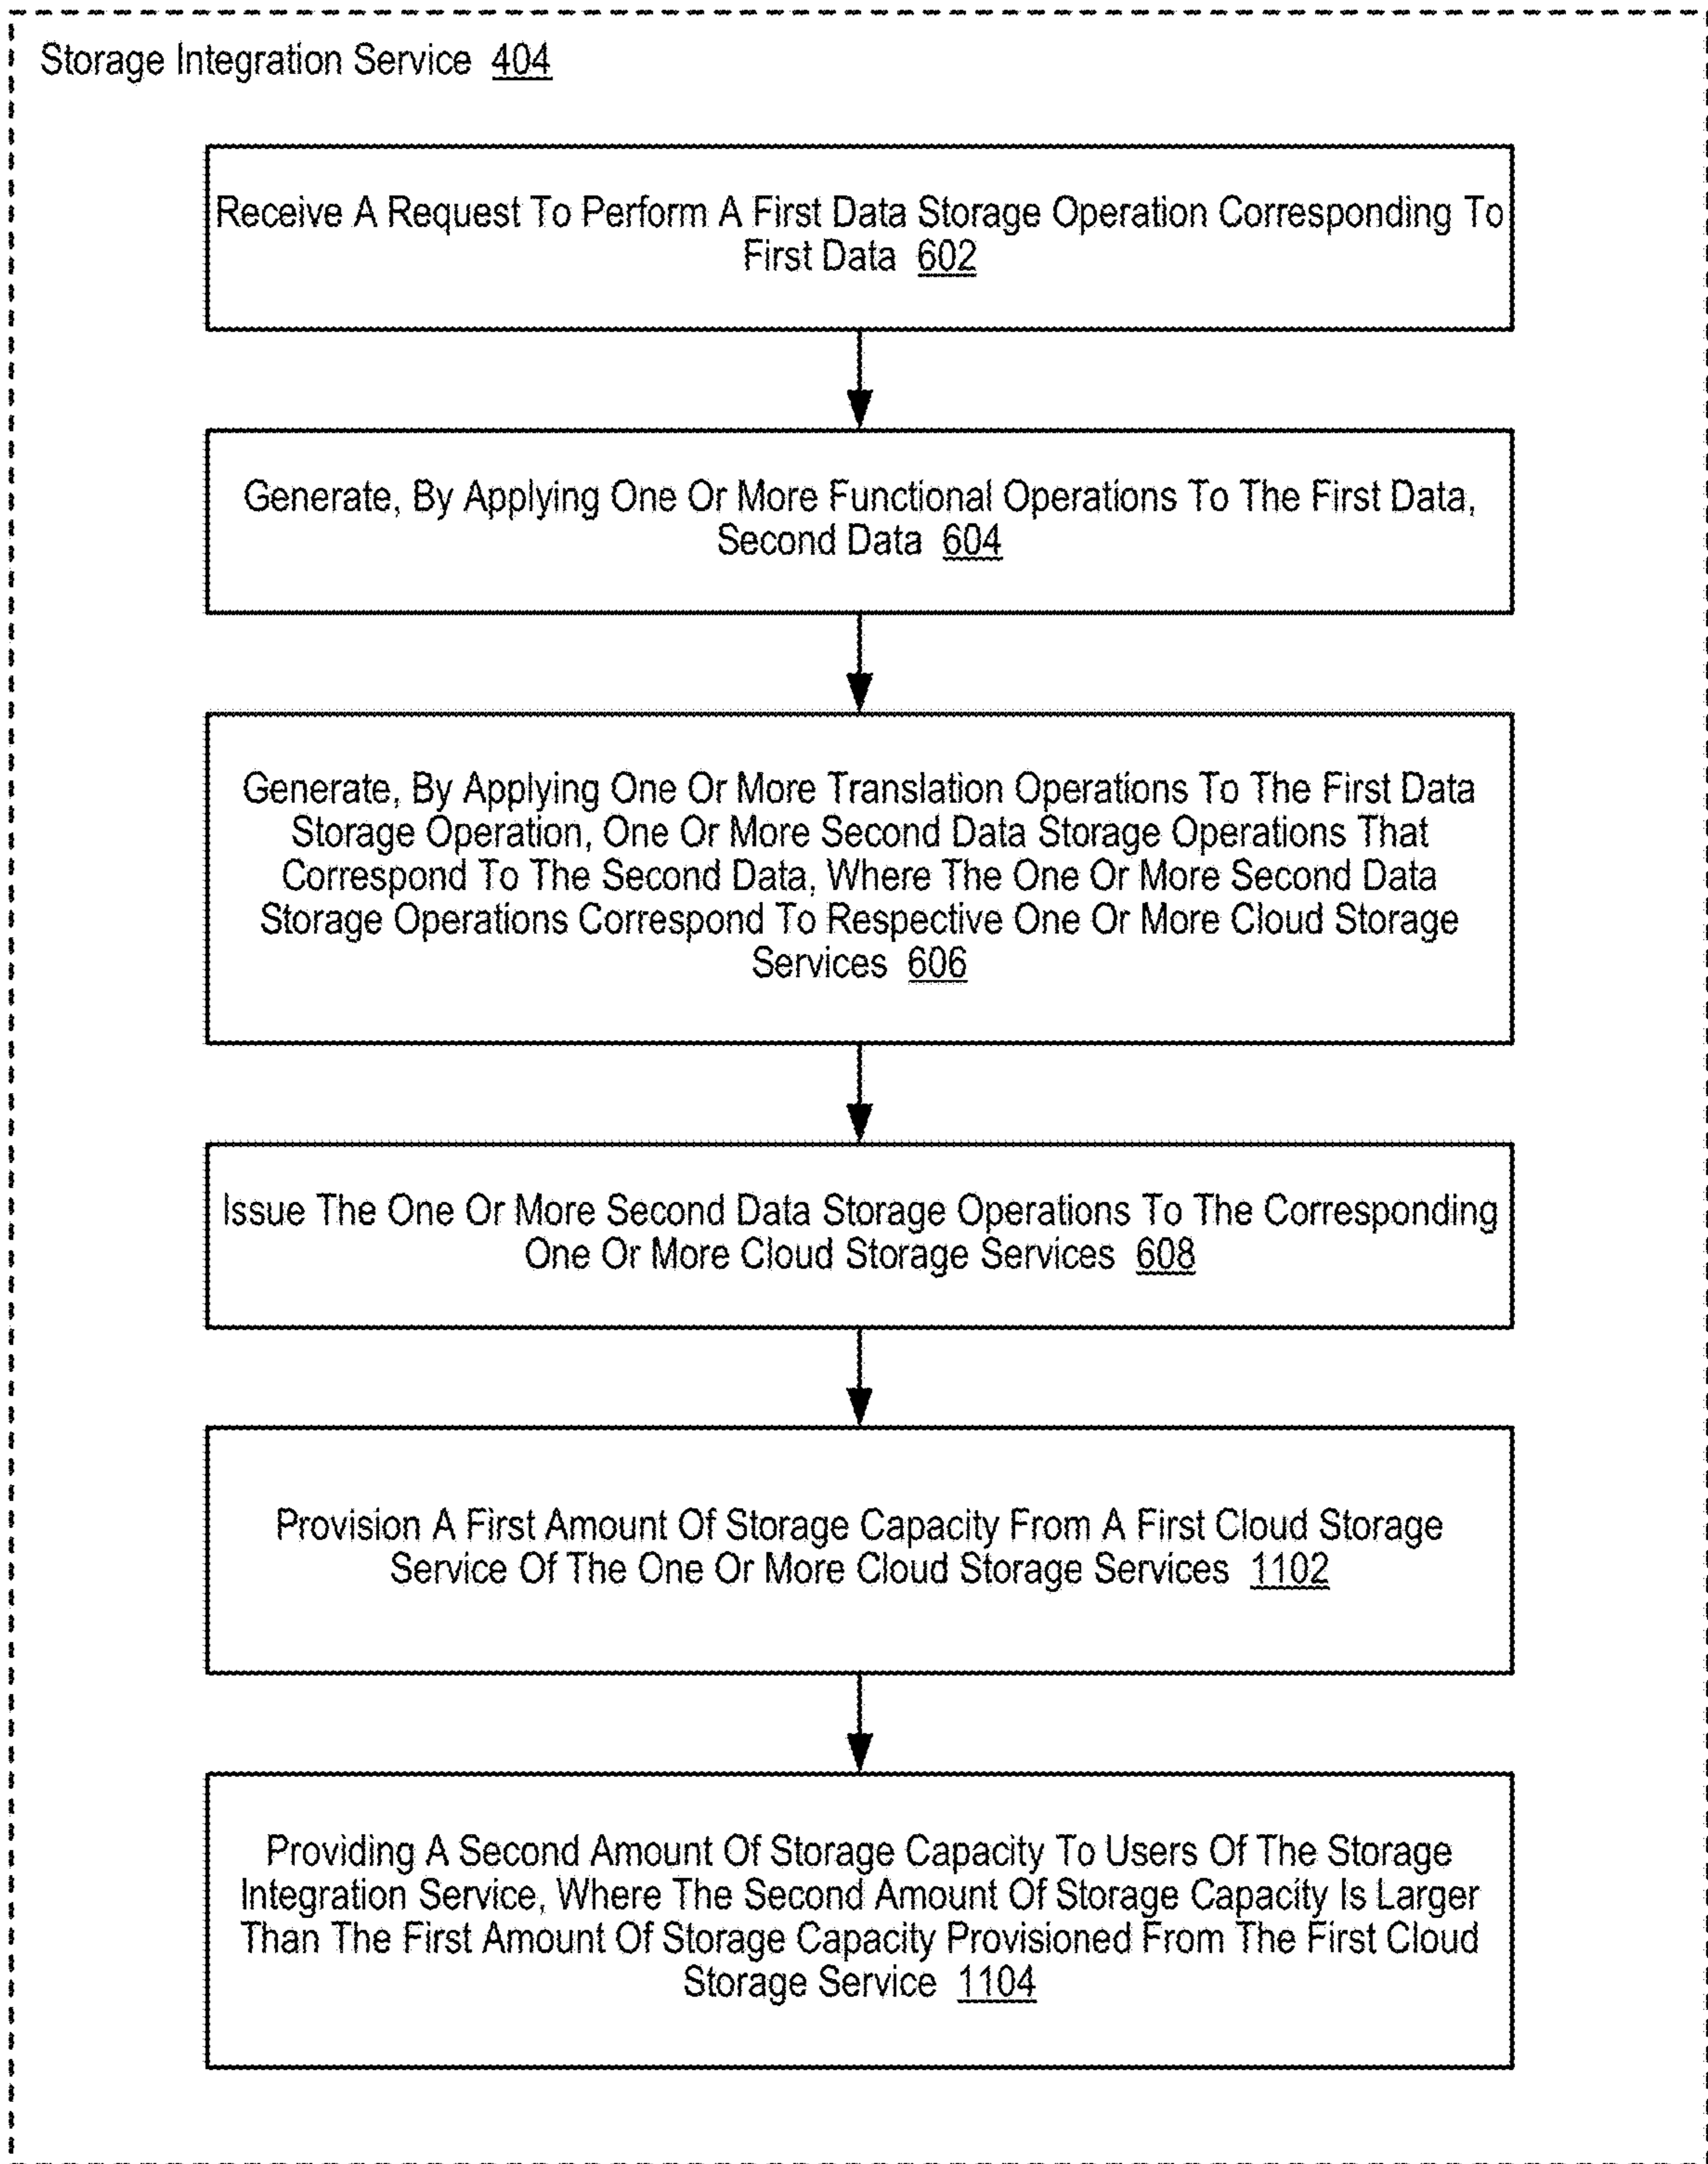 Storage Integration Service 404
Receive A Request To Perform A First Data Storage Operation Corresponding To
First Data 602
Generate, By Applying One Or More Functional Operations To The First Data,
Second Data 604
Generate, By Applying One Or More Translation Operations To The First Data
Storage Operation, One Or More Second Data Storage Operations That
Correspond To The Second Data, Where The One Or More Second Data
Storage Operations Correspond To Respective One Or More Cloud Storage
Services 606
Issue The One Or More Second Data Storage Operations To The Corresponding
One Or More Cloud Storage Services 608
Provision A First Amount Of Storage Capacity From A First Cloud Storage
Service Of The One Or More Cloud Storage Services 1102
Providing A Second Amount Of Storage Capacity To Users Of The Storage
Integration Service, Where The Second Amount Of Storage Capacity Is Larger
Than The First Amount Of Storage Capacity Provisioned From The First Cloud
Storage Service 1104